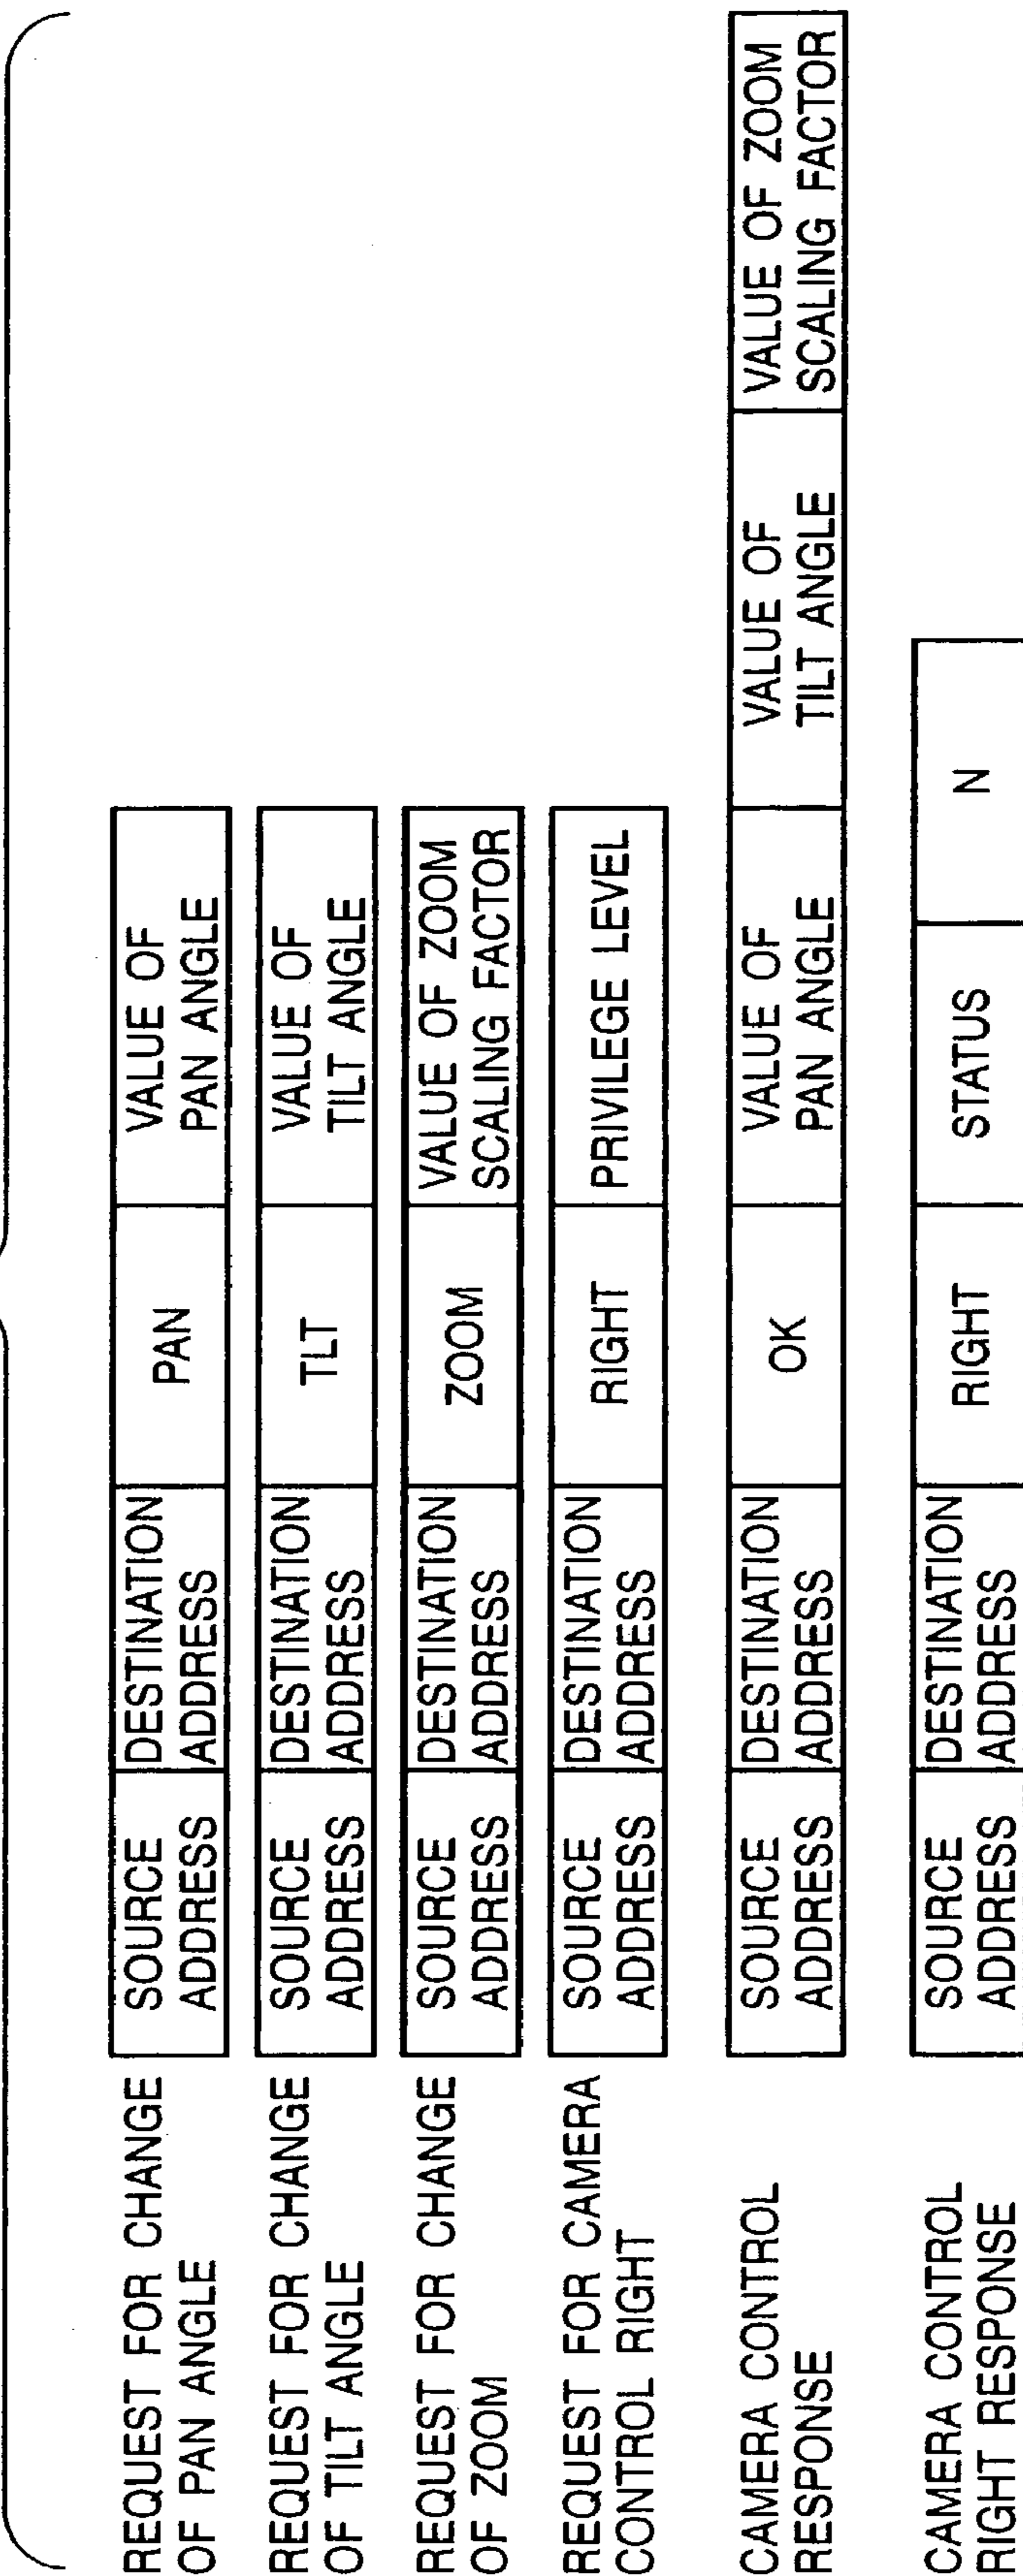 REQUEST FOR CHANGE
OF PAN ANGLE
SOURCE
ADDRESS
DESTINATION
ADDRESS
PAN
VALUE OF
PAN ANGLE
REQUEST FOR CHANGE
OF TILT ANGLE
SOURCE
ADDRESS
DESTINATION
ADDRESS
TLT
VALUE OF
TILT ANGLE
REQUEST FOR CHANGE
OF ZOOM
SOURCE
ADDRESS
DESTINATION
ADDRESS
ZOOM
VALUE OF ZOOM
SCALING FACTOR
REQUEST FOR CAMERA
CONTROL RIGHT
SOURCE
ADDRESS
DESTINATION
ADDRESS
RIGHT
PRIVILEGE LEVEL
CAMERA CONTROL
RESPONSE
SOURCE
ADDRESS
DESTINATION
ADDRESS
OK
VALUE OF
PAN ANGLE
VALUE OF
TILT ANGLE
VALUE OF ZOOM
SCALING FACTOR
CAMERA CONTROL
RIGHT RESPONSE
SOURCE
ADDRESS
DESTINATION
ADDRESS
RIGHT
STATUS
N